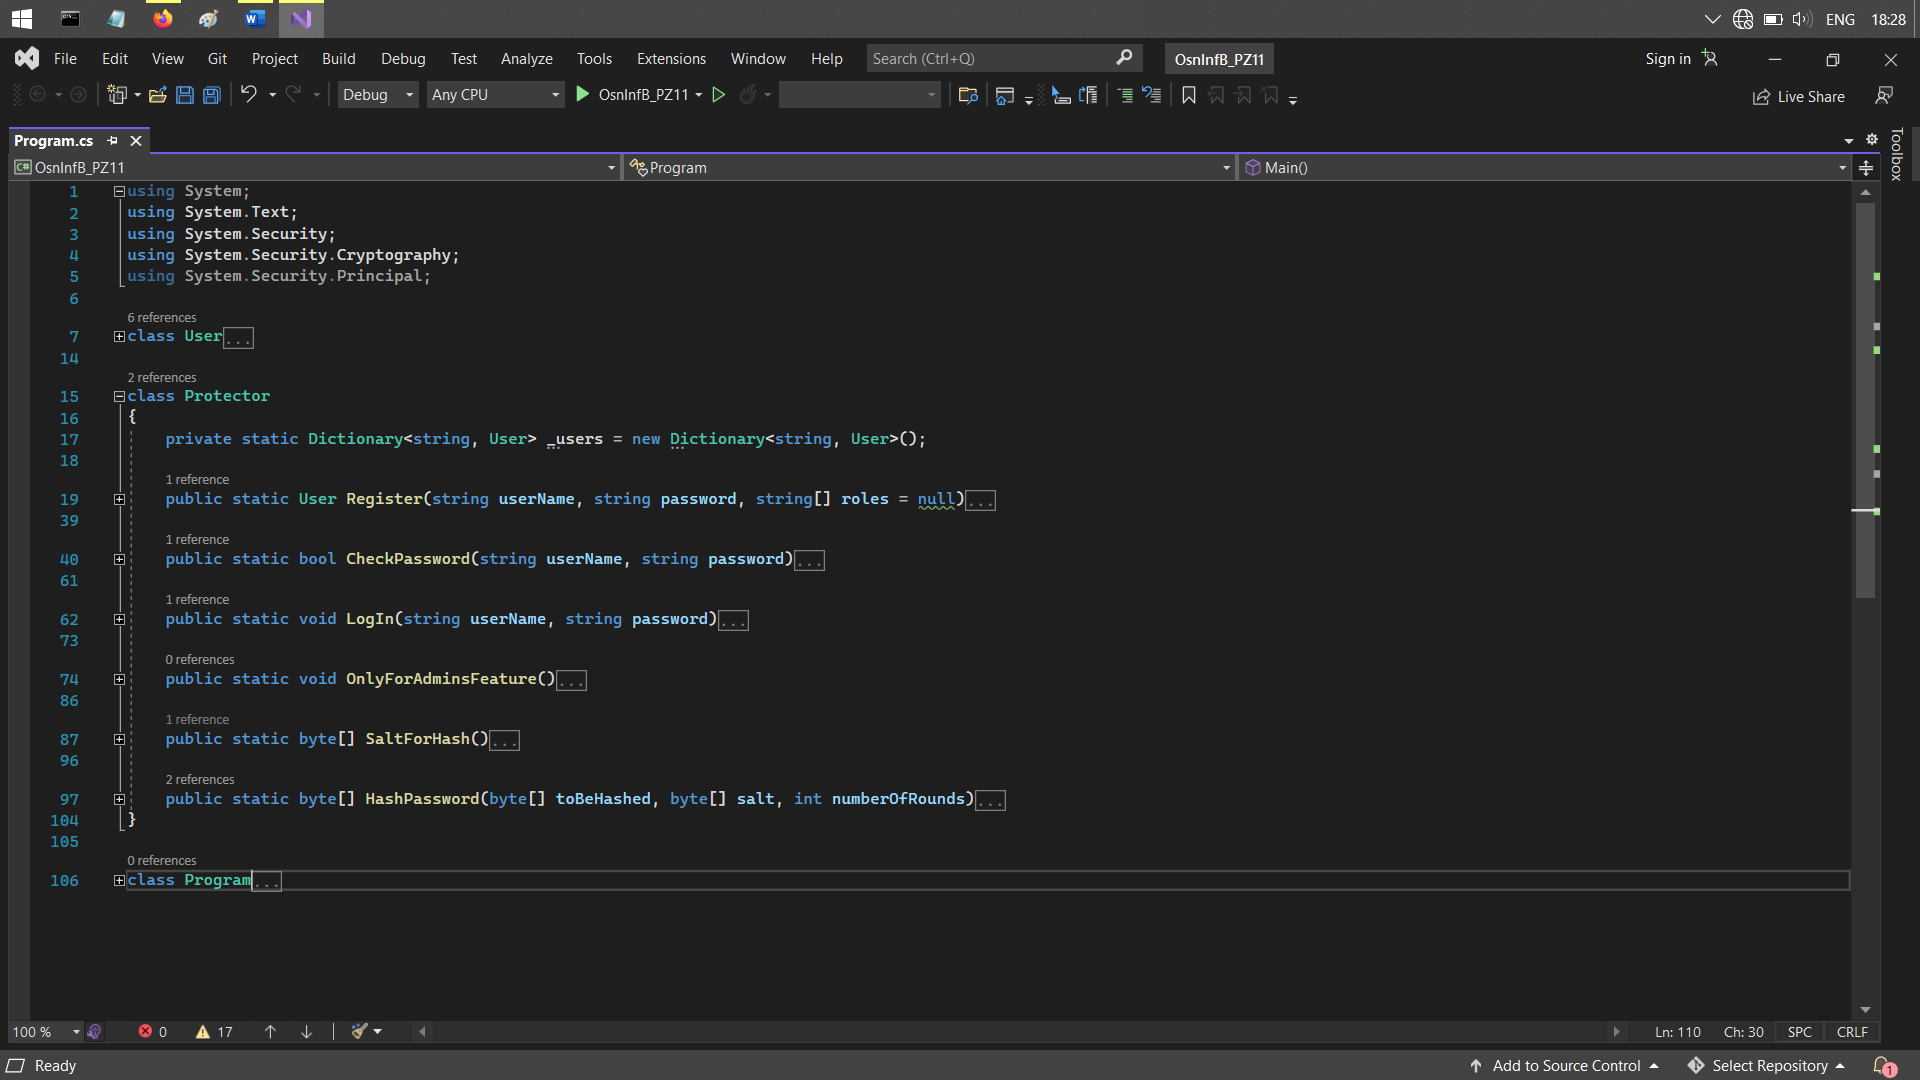 ENG 18:28
File Edit View Git Project Build Debug Test Analyze Tools Extensions Window Help Search (Ctrl+Q) OsnInfB_PZ11 Sign in
Debug Any CPU OsnInfB_PZ11 Live Share
Program.cs
Toolbox
C# OsnInfB_PZ11 Program Main()
1 using System;
2 using System.Text;
3 using System.Security;
4 using System.Security.Cryptography;
5 using System.Security.Principal;
6
6 references
7 class User...
14
2 references
15 class Protector
16 {
17 private static Dictionary<string, User> _users = new Dictionary<string, User>();
18
1 reference
19 public static User Register(string userName, string password, string[] roles = null)...
39
1 reference
40 public static bool CheckPassword(string userName, string password)...
61
1 reference
62 public static void LogIn(string userName, string password)...
73
0 references
74 public static void OnlyForAdminsFeature()...
86
1 reference
87 public static byte[] SaltForHash()...
96
2 references
97 public static byte[] HashPassword(byte[] toBeHashed, byte[] salt, int numberOfRounds)...
104 }
105
0 references
106 class Program...
100 % 0 17 Ln: 110 Ch: 30 SPC CRLF
Ready Add to Source Control Select Repository 1